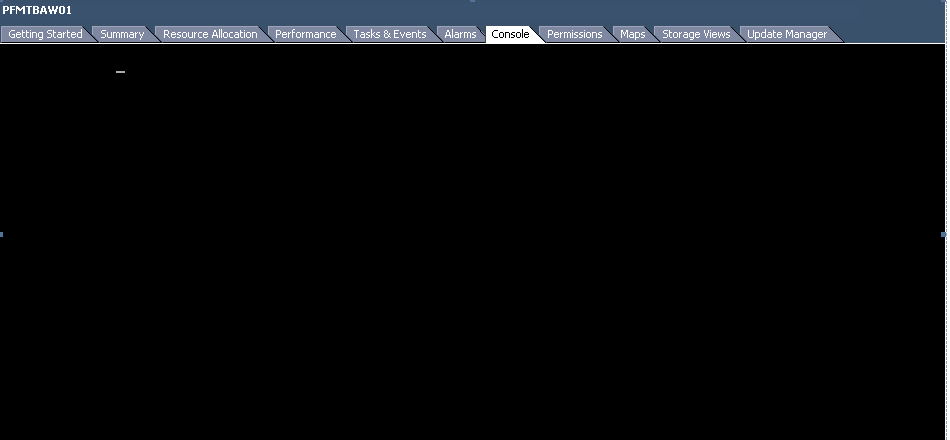 PFMTBAW01
Getting Started Summary Resource Allocation Performance Tasks & Events Alarms Console Permissions Maps Storage Views Update Manager